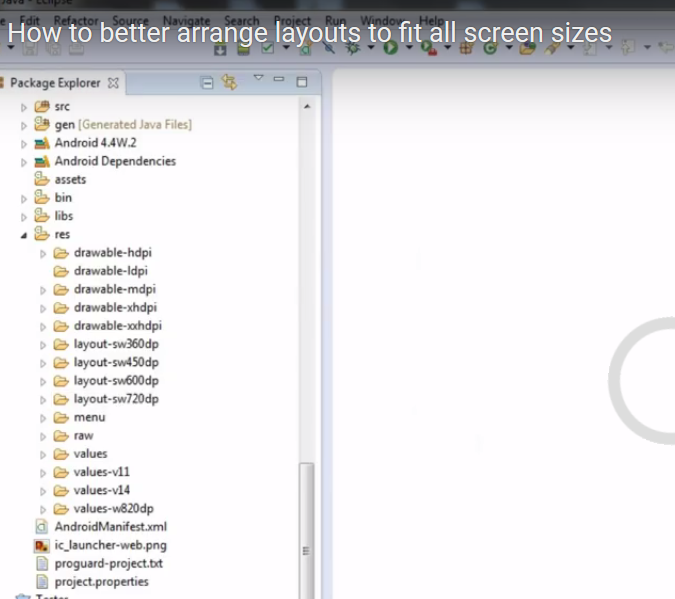 Java - Eclipse
Edit Refactor Source Navigate Search Project Run Window Help
How to better arrange layouts to fit all screen sizes
Package Explorer
src
gen [Generated Java Files]
Android 4.4W.2
Android Dependencies
assets
bin
libs
res
drawable-hdpi
drawable-ldpi
drawable-mdpi
drawable-xhdpi
drawable-xxhdpi
layout-sw360dp
layout-sw450dp
layout-sw600dp
layout-sw720dp
menu
raw
values
values-v11
values-v14
values-w820dp
AndroidManifest.xml
ic_launcher-web.png
proguard-project.txt
project.properties